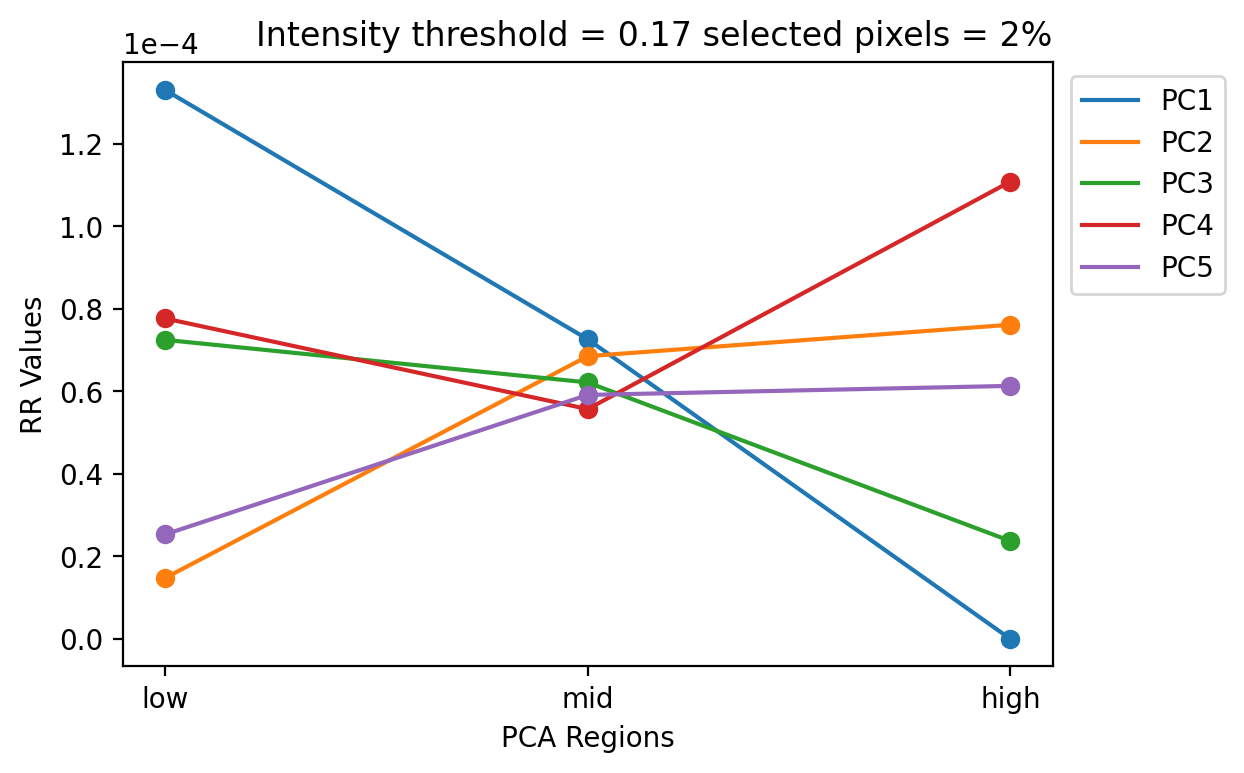 Intensity threshold = 0.17 selected pixels = 2%
1e−4
1.2
1.0
0.8
0.6
0.4
0.2
0.0
RR Values
low mid high
PCA Regions
PC1
PC2
PC3
PC4
PC5